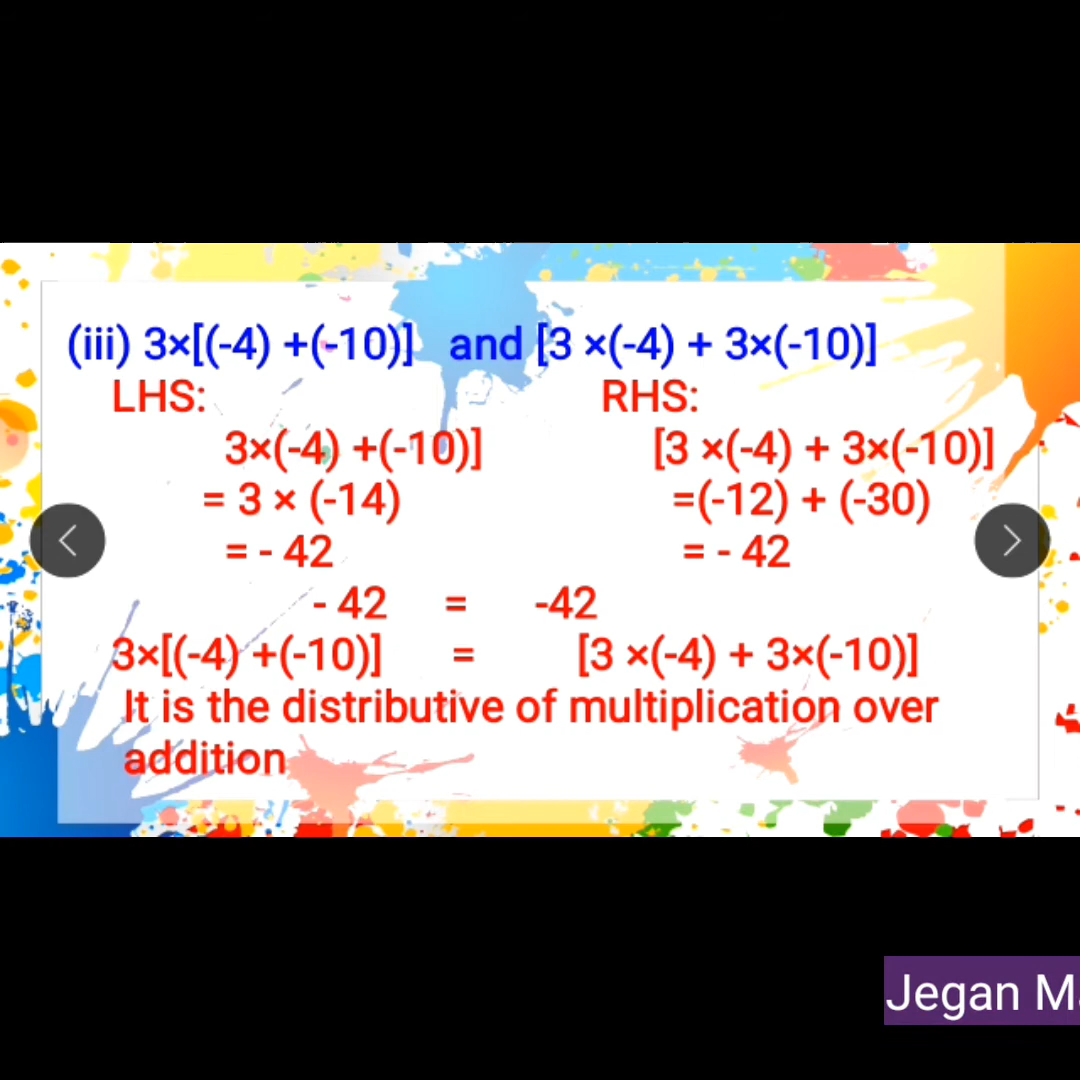 (iii) 3×[(-4) +(-10)] and [3 ×(-4) + 3×(-10)]
LHS: RHS:
3×(-4) +(-10)] [3 ×(-4) + 3×(-10)]
= 3 × (-14) =(-12) + (-30)
= - 42 = - 42
- 42 = -42
3×[(-4) +(-10)] = [3 ×(-4) + 3×(-10)]
It is the distributive of multiplication over
addition
Jegan